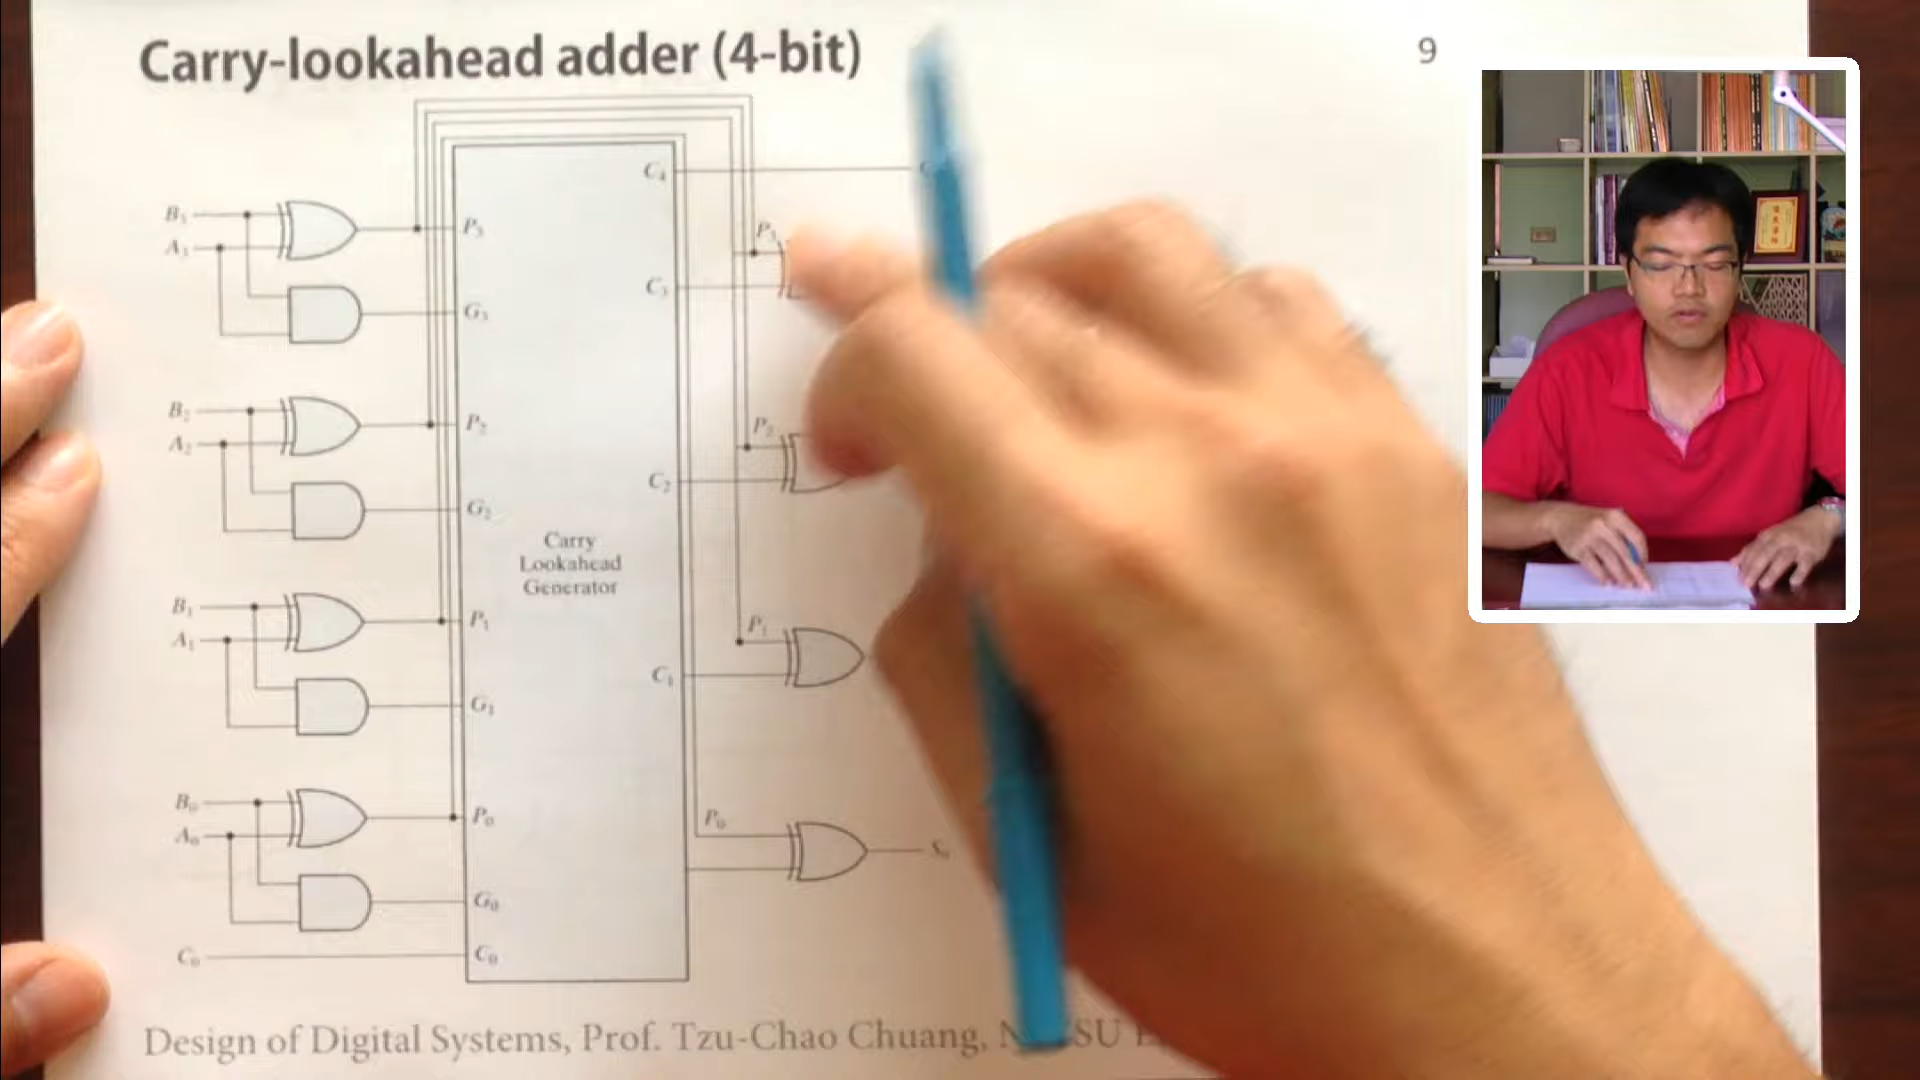 Carry-lookahead adder (4-bit)
9
C₄
B₃
P₃
P₃
A₃
C₃
G₃
B₂
P₂
P₂
A₂
C₂
G₂
Carry
Lookahead
Generator
B₁
P₁
P₁
A₁
C₁
G₁
B₀
P₀
P₀
A₀
S₀
G₀
C₀
C₀
Design of Digital Systems, Prof. Tzu-Chao Chuang,